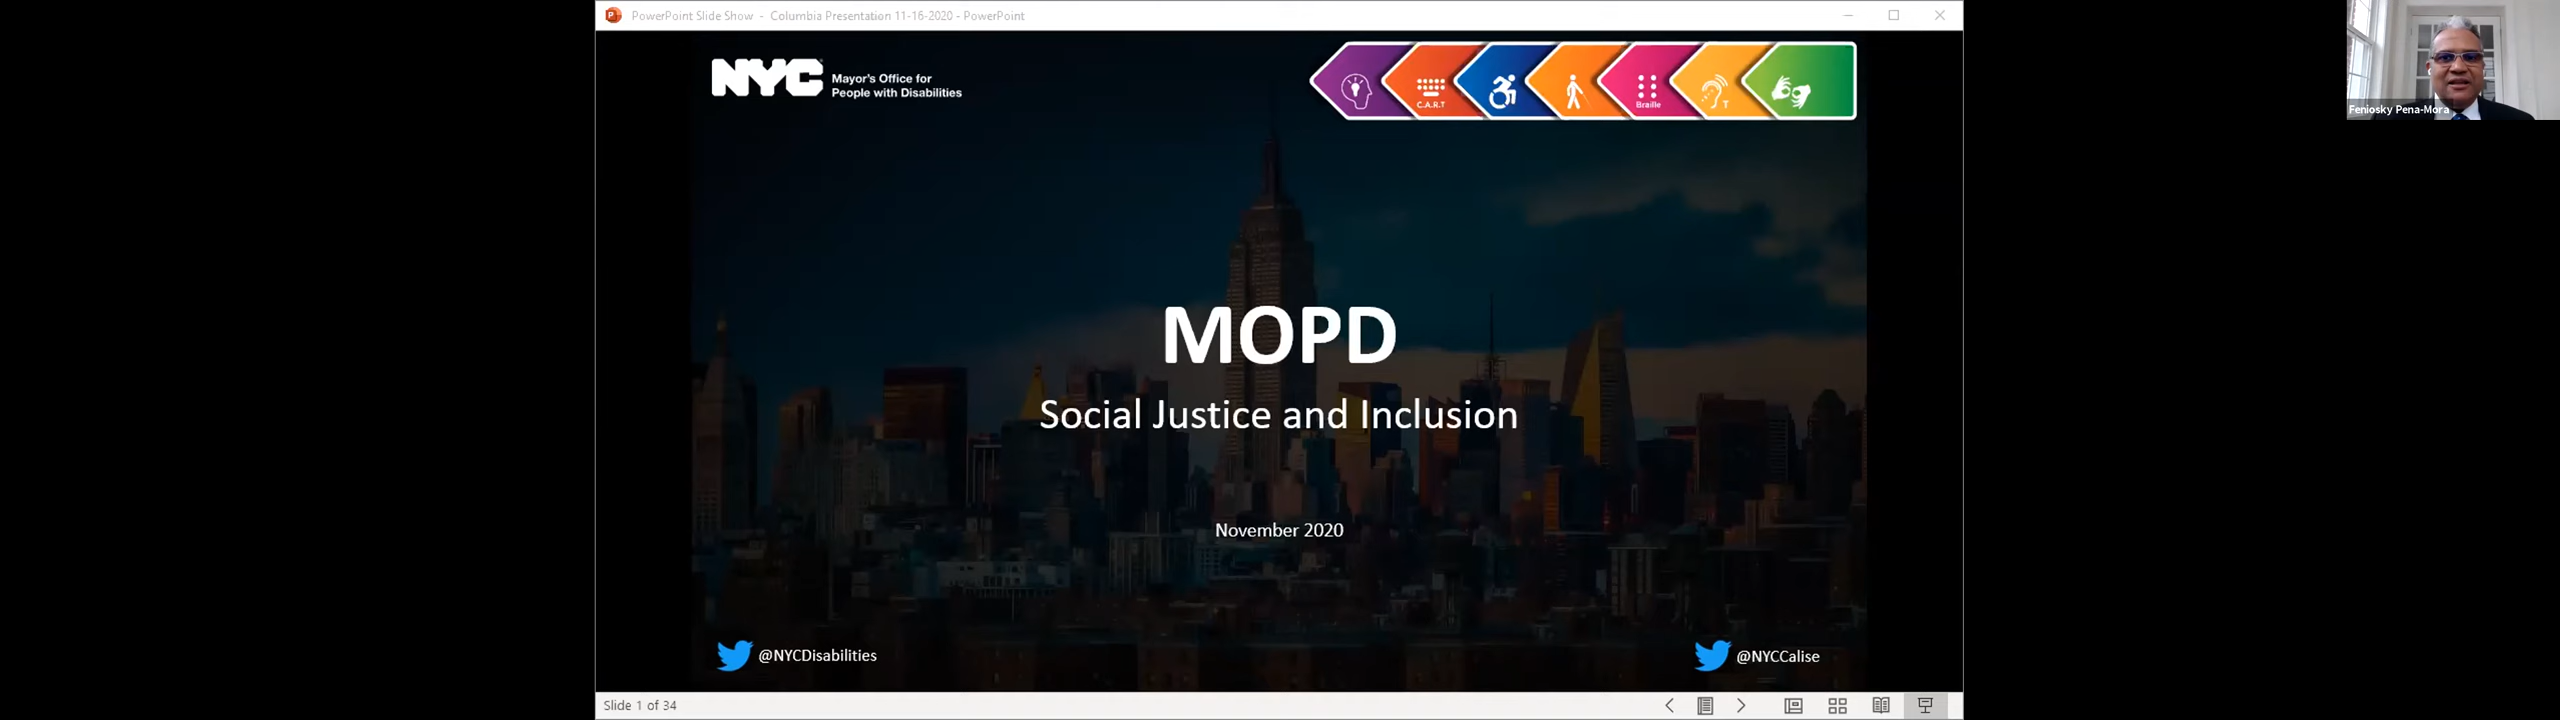 PowerPoint Slide Show - Columbia Presentation 11-16-2020 - PowerPoint
NYC
Mayor's Office for
People with Disabilities
C.A.R.T
Braille
T
Feniosky Pena-Mora
MOPD
Social Justice and Inclusion
November 2020
@NYCDisabilities
@NYCCalise
Slide 1 of 34